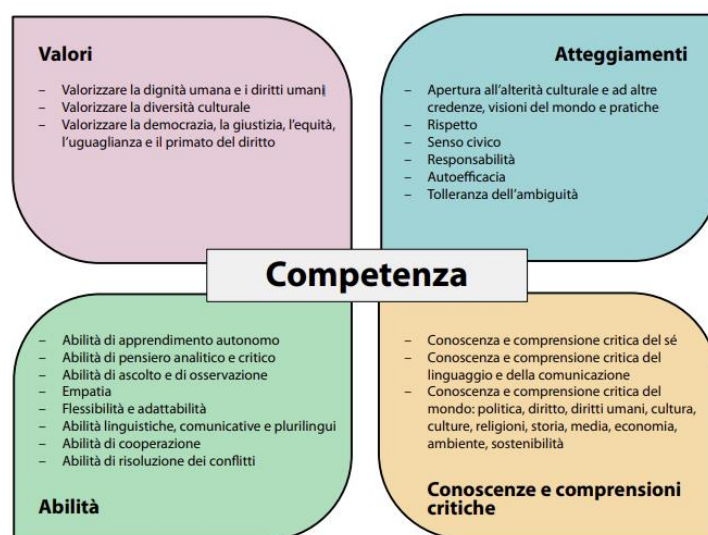 Valori
– Valorizzare la dignità umana e i diritti umani
– Valorizzare la diversità culturale
– Valorizzare la democrazia, la giustizia, l'equità,
l'uguaglianza e il primato del diritto
Atteggiamenti
– Apertura all'alterità culturale e ad altre
credenze, visioni del mondo e pratiche
– Rispetto
– Senso civico
– Responsabilità
– Autoefficacia
– Tolleranza dell'ambiguità
Competenza
– Abilità di apprendimento autonomo
– Abilità di pensiero analitico e critico
– Abilità di ascolto e di osservazione
– Empatia
– Flessibilità e adattabilità
– Abilità linguistiche, comunicative e plurilingui
– Abilità di cooperazione
– Abilità di risoluzione dei conflitti
Abilità
– Conoscenza e comprensione critica del sé
– Conoscenza e comprensione critica del
linguaggio e della comunicazione
– Conoscenza e comprensione critica del
mondo: politica, diritto, diritti umani, cultura,
culture, religioni, storia, media, economia,
ambiente, sostenibilità
Conoscenze e comprensioni
critiche